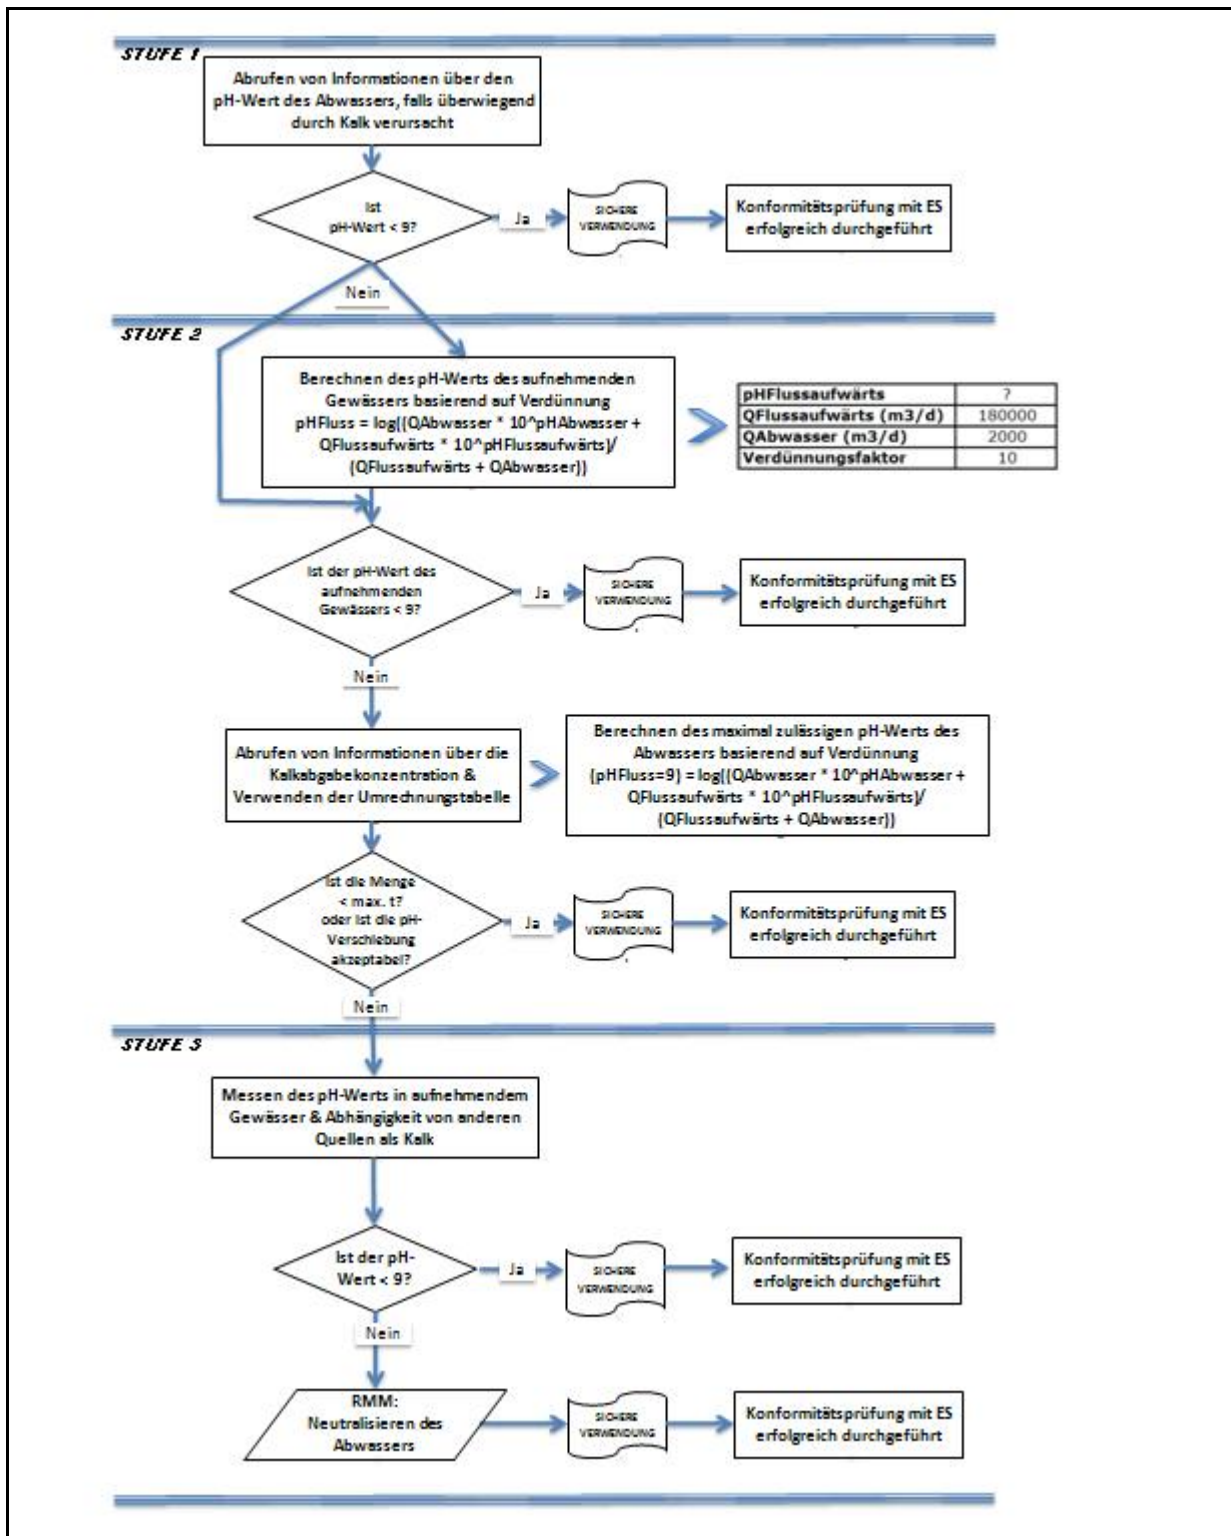 STUFE 1
Abrufen von Informationen über den
pH-Wert des Abwassers, falls überwiegend
durch Kalk verursacht
Ist
pH-Wert < 9?
Ja
SICHERE
VERWENDUNG
Konformitätsprüfung mit ES
erfolgreich durchgeführt
Nein
STUFE 2
Berechnen des pH-Werts des aufnehmenden
Gewässers basierend auf Verdünnung
pHFluss = log((QAbwasser * 10^pHAbwasser +
QFlussaufwärts * 10^pHFlussaufwärts)/
(QFlussaufwärts + QAbwasser))
pHFlussaufwärts ?
QFlussaufwärts (m3/d) 180000
QAbwasser (m3/d) 2000
Verdünnungsfaktor 10
Ist der pH-Wert des
aufnehmenden
Gewässers < 9?
Ja
SICHERE
VERWENDUNG
Konformitätsprüfung mit ES
erfolgreich durchgeführt
Nein
Abrufen von Informationen über die
Kalkabgabekonzentration &
Verwenden der Umrechnungstabelle
Berechnen des maximal zulässigen pH-Werts des
Abwassers basierend auf Verdünnung
(pHFluss=9) = log((QAbwasser * 10^pHAbwasser +
QFlussaufwärts * 10^pHFlussaufwärts)/
(QFlussaufwärts + QAbwasser))
Ist die Menge
< max. t?
oder ist die pH-
Verschiebung
akzeptabel?
Ja
SICHERE
VERWENDUNG
Konformitätsprüfung mit ES
erfolgreich durchgeführt
Nein
STUFE 3
Messen des pH-Werts in aufnehmendem
Gewässer & Abhängigkeit von anderen
Quellen als Kalk
Ist der pH-
Wert < 9?
Ja
SICHERE
VERWENDUNG
Konformitätsprüfung mit ES
erfolgreich durchgeführt
Nein
RMM:
Neutralisieren des
Abwassers
SICHERE
VERWENDUNG
Konformitätsprüfung mit ES
erfolgreich durchgeführt